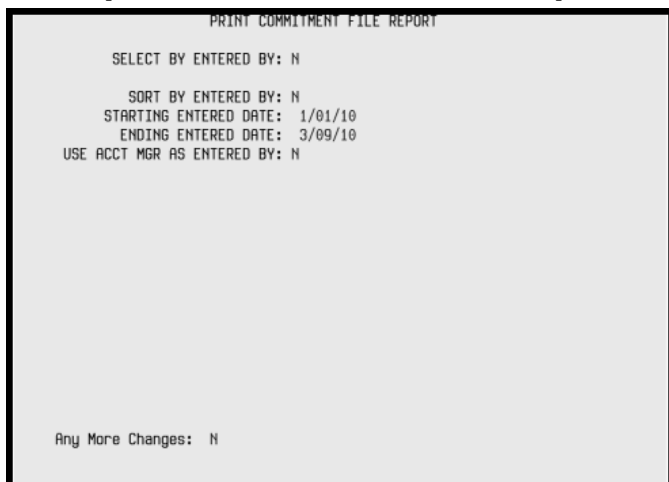 PRINT COMMITMENT FILE REPORT
SELECT BY ENTERED BY: N
SORT BY ENTERED BY: N
STARTING ENTERED DATE: 1/01/10
ENDING ENTERED DATE: 3/09/10
USE ACCT MGR AS ENTERED BY: N
Any More Changes: N